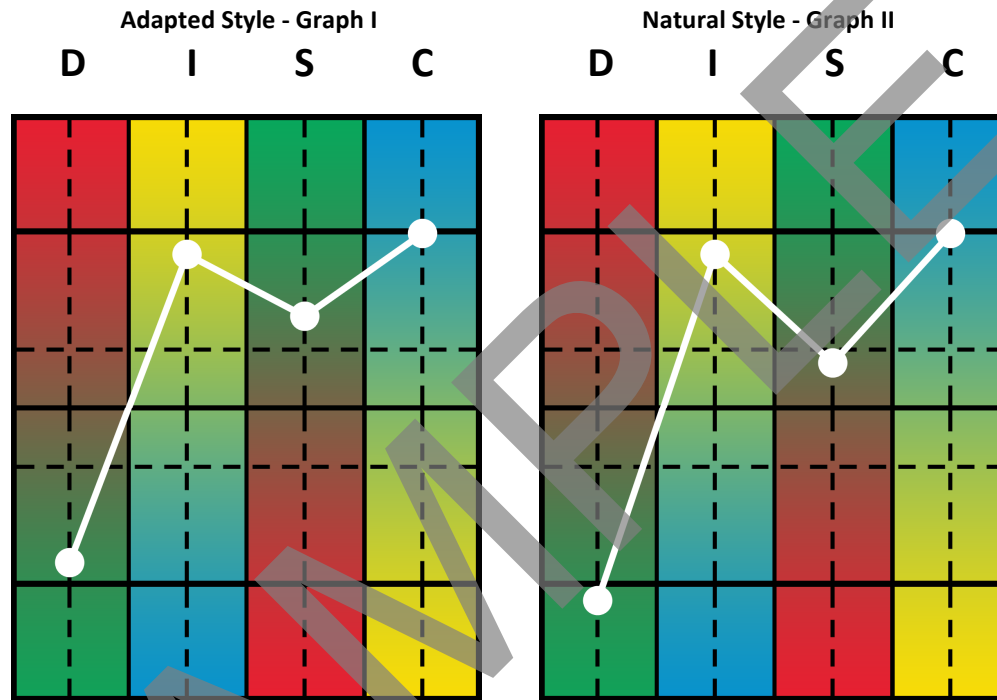 Adapted Style - Graph I
D I S C
Natural Style - Graph II
D I S C